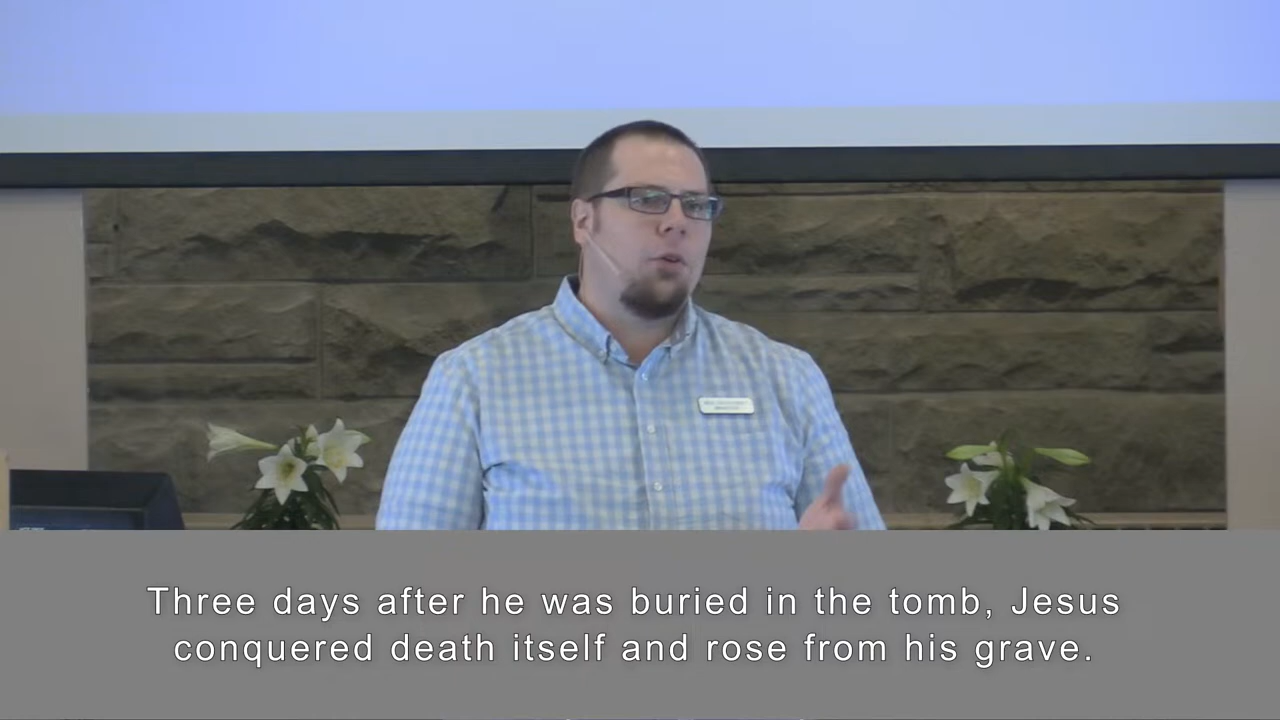 Three days after he was buried in the tomb, Jesus
conquered death itself and rose from his grave.